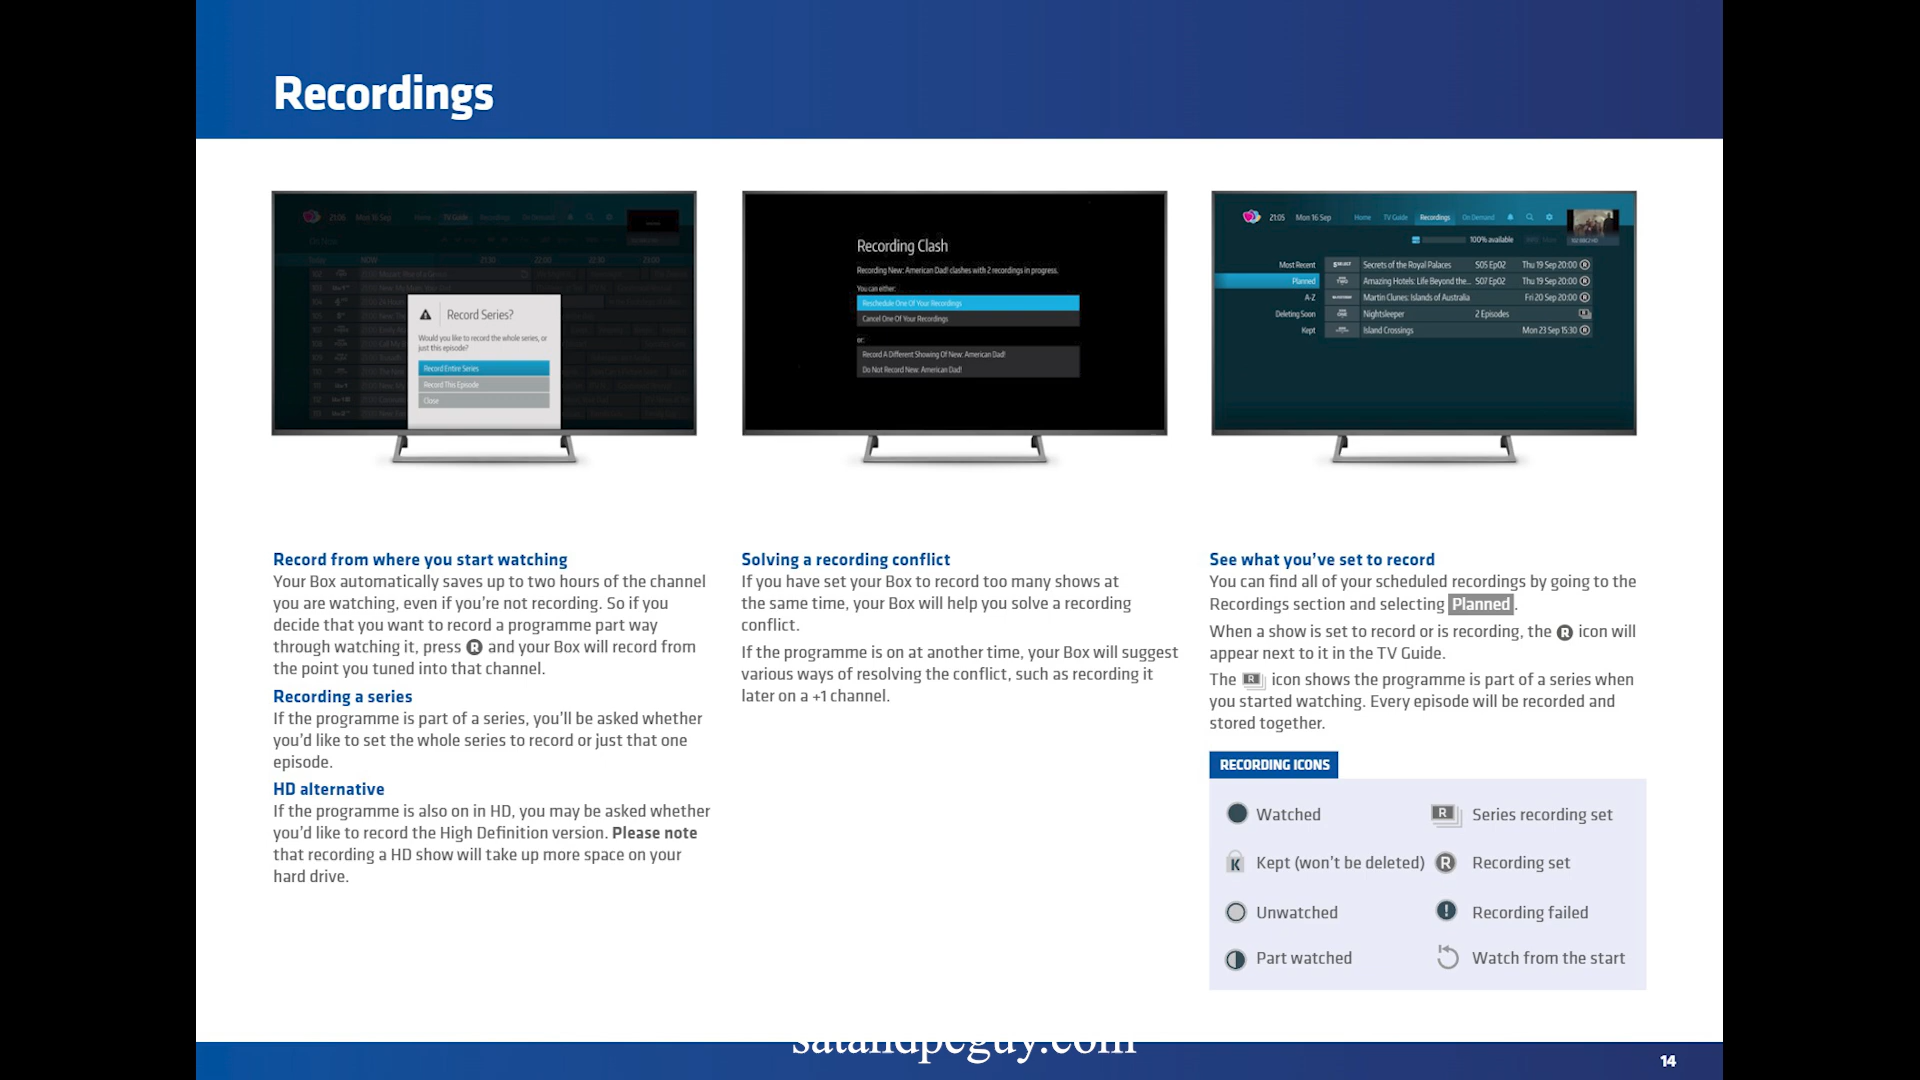 Recordings
Record Series?
Would you like to record the whole series, or
just this episode?
Record Entire Series
Record This Episode
Close
Recording Clash
Recording New: American Dad! clashes with 2 recordings in progress.
You can either:
Reschedule One Of Your Recordings
Cancel One Of Your Recordings
or:
Record A Different Showing Of New: American Dad!
Do Not Record New: American Dad!
21:05 Mon 16 Sep Home TV Guide Recordings On Demand
100% available
Most Recent Secrets of the Royal Palaces S05 Ep02 Thu 19 Sep 20:00 R
Planned Amazing Hotels: Life Beyond the... S07 Ep02 Thu 19 Sep 20:00 R
A-Z Martin Clunes: Islands of Australia Fri 20 Sep 20:00 R
Deleting Soon Nightsleeper 2 Episodes R
Kept Island Crossings Mon 23 Sep 15:30 R
Record from where you start watching
Your Box automatically saves up to two hours of the channel
you are watching, even if you're not recording. So if you
decide that you want to record a programme part way
through watching it, press R and your Box will record from
the point you tuned into that channel.
Recording a series
If the programme is part of a series, you'll be asked whether
you'd like to set the whole series to record or just that one
episode.
HD alternative
If the programme is also on in HD, you may be asked whether
you'd like to record the High Definition version. Please note
that recording a HD show will take up more space on your
hard drive.
Solving a recording conflict
If you have set your Box to record too many shows at
the same time, your Box will help you solve a recording
conflict.
If the programme is on at another time, your Box will suggest
various ways of resolving the conflict, such as recording it
later on a +1 channel.
See what you've set to record
You can find all of your scheduled recordings by going to the
Recordings section and selecting Planned.
When a show is set to record or is recording, the R icon will
appear next to it in the TV Guide.
The R icon shows the programme is part of a series when
you started watching. Every episode will be recorded and
stored together.
RECORDING ICONS
Watched
R Series recording set
K Kept (won't be deleted)
R Recording set
Unwatched
! Recording failed
Part watched
Watch from the start
satandpcguy.com
14